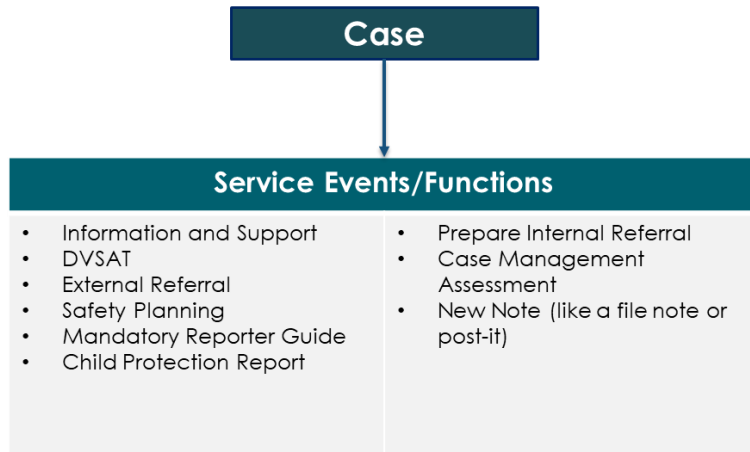 Case
Service Events/Functions
• Information and Support
• DVSAT
• External Referral
• Safety Planning
• Mandatory Reporter Guide
• Child Protection Report
• Prepare Internal Referral
• Case Management
Assessment
• New Note (like a file note or
post-it)